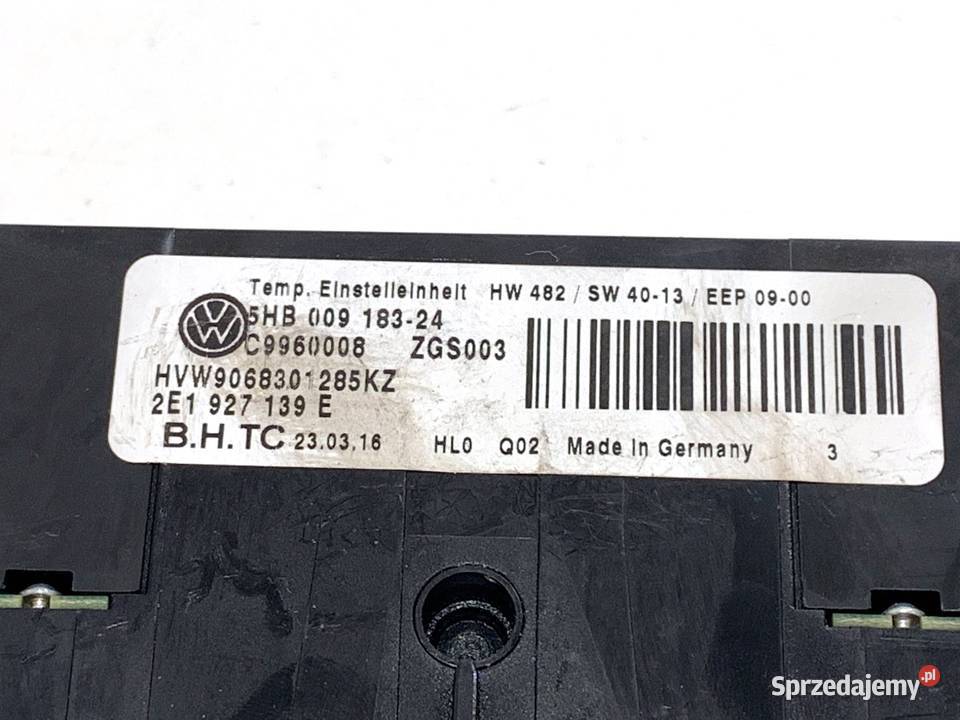 Temp. Einstelleinheit HW 482 / SW 40-13 / EEP 09-00
5HB 009 183-24
C9960008 ZGS003
HVW9068301285KZ
2E1 927 139 E
B.H.TC 23.03.16 HL0 Q02 Made in Germany 3
Sprzedajemy.pl